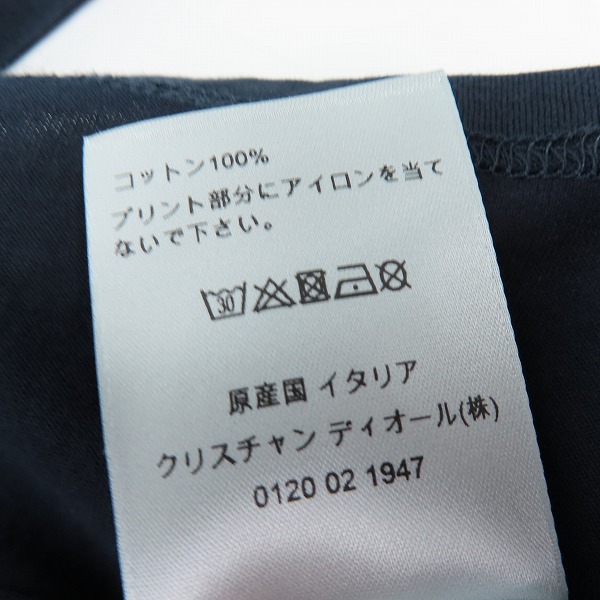 コットン100%
プリント部分にアイロンを当て
ないで下さい。
30
原産国 イタリア
クリスチャン ディオール(株)
0120 02 1947